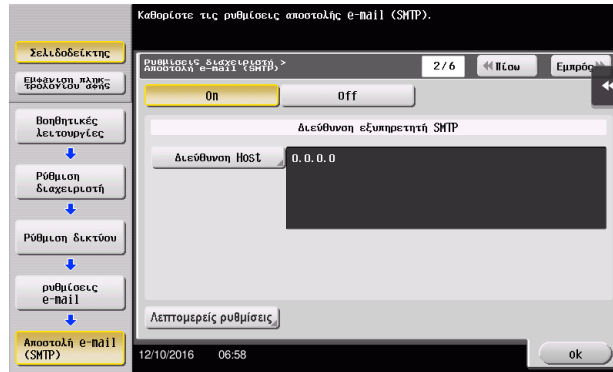 Καθορίστε τις ρυθμίσεις αποστολής e-mail (SMTP).
Σελιδοδείκτης
Εμφάνιση πληκ-
τρολογίου αφής
Βοηθητικές
λειτουργίες
Ρύθμιση
διαχειριστή
Ρύθμιση δικτύου
ρυθμίσεις
e-mail
Αποστολή e-mail
(SMTP)
Ρυθμίσεις διαχειριστή >
Αποστολή e-mail (SMTP)
2/6
Πίσω
Εμπρός
On
Off
Διεύθυνση εξυπηρετητή SMTP
Διεύθυνση Host
0.0.0.0
Λεπτομερείς ρυθμίσεις
12/10/2016 06:58
ok